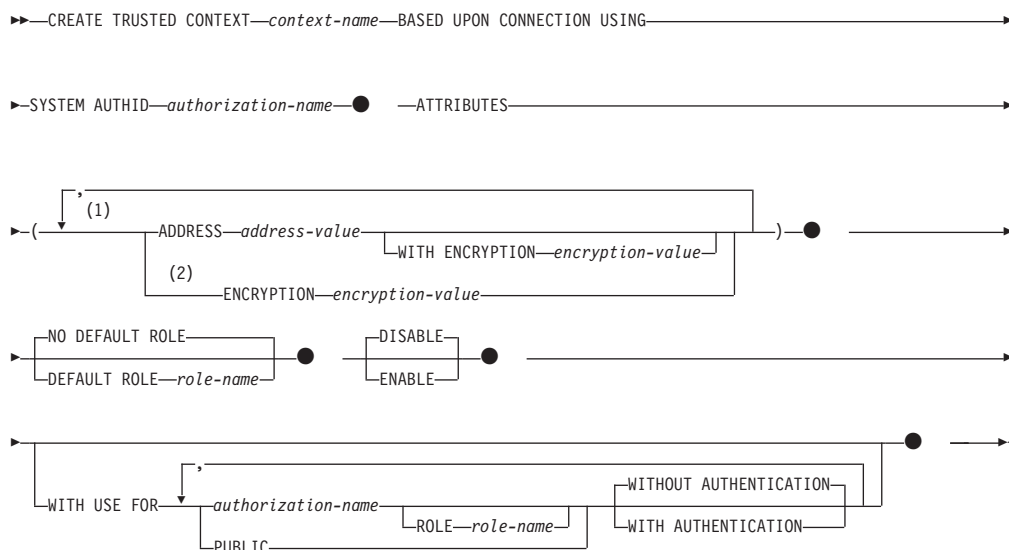 CREATE TRUSTED CONTEXT context-name BASED UPON CONNECTION USING
SYSTEM AUTHID authorization-name ATTRIBUTES
,
(1)
( ADDRESS address-value )
WITH ENCRYPTION encryption-value
(2)
ENCRYPTION encryption-value
NO DEFAULT ROLE DISABLE
DEFAULT ROLE role-name ENABLE
,
WITHOUT AUTHENTICATION
WITH USE FOR authorization-name
ROLE role-name WITH AUTHENTICATION
PUBLIC